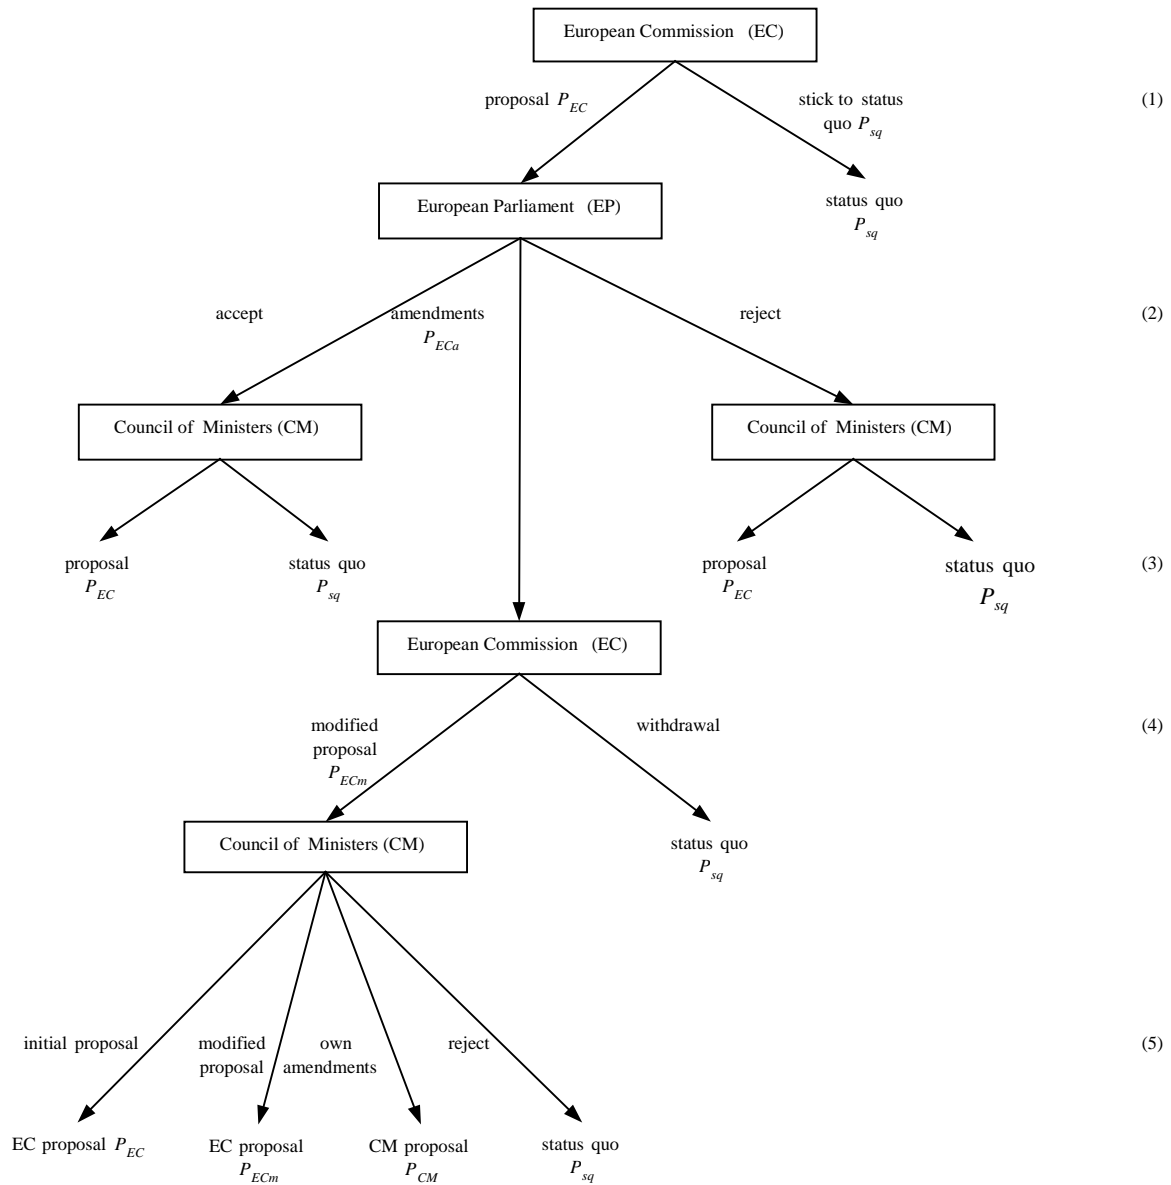 European Commission (EC)
proposal P_EC
stick to status
quo P_sq
(1)
status quo
P_sq
European Parliament (EP)
accept
amendments
P_ECa
reject
(2)
Council of Ministers (CM)
Council of Ministers (CM)
proposal
P_EC
status quo
P_sq
proposal
P_EC
status quo
P_sq
(3)
European Commission (EC)
modified
proposal
P_ECm
withdrawal
(4)
Council of Ministers (CM)
status quo
P_sq
initial proposal
modified
proposal
own
amendments
reject
(5)
EC proposal P_EC
EC proposal
P_ECm
CM proposal
P_CM
status quo
P_sq